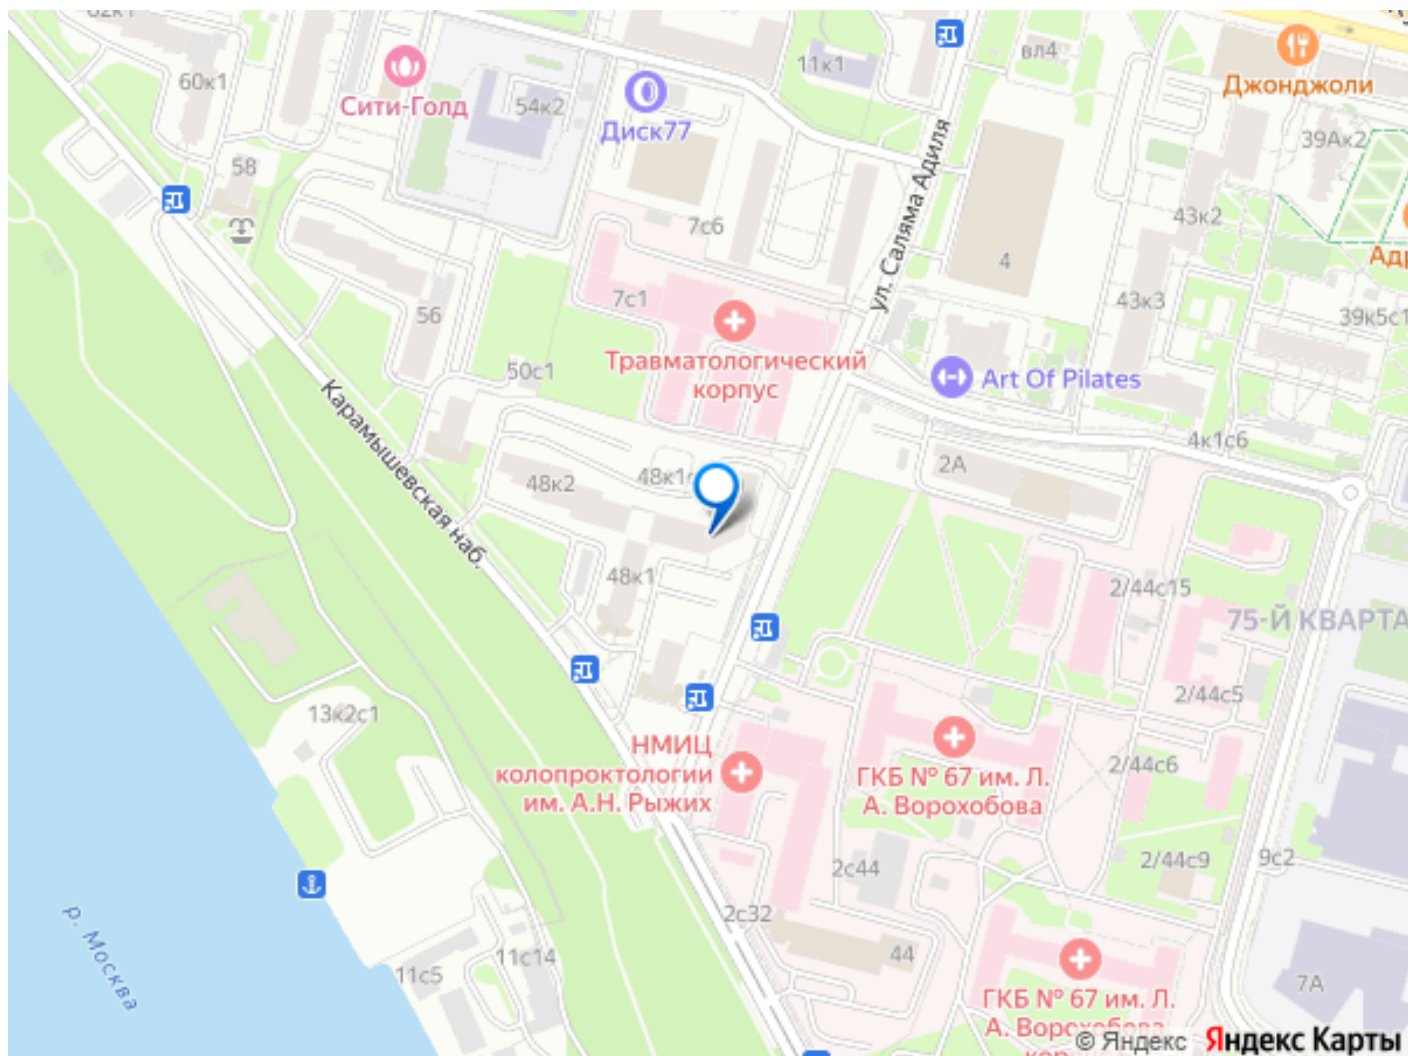 60к1
Сити-Голд
54к2
Диск77
11к1
вл4
Джонджоли
39Ак2
58
7с6
ул. Саляма Адиля
4
43к2
43к3
39к5с1
56
7с1
50с1
Травматологический
корпус
Art Of Pilates
4к1с6
Карамышевская наб.
48к2
48к1
2А
48к1
2/44с15
75-Й КВАРТА
2/44с5
13к2с1
НМИЦ
колопроктологии
им. А.Н. Рыжих
ГКБ № 67 им. Л.
А. Ворохобова
2/44с6
2/44с9
9с2
2с44
2с32
р. Москва
11с5
11с14
44
ГКБ № 67 им. Л.
А. Ворохобова
7А
© Яндекс Яндекс Карты